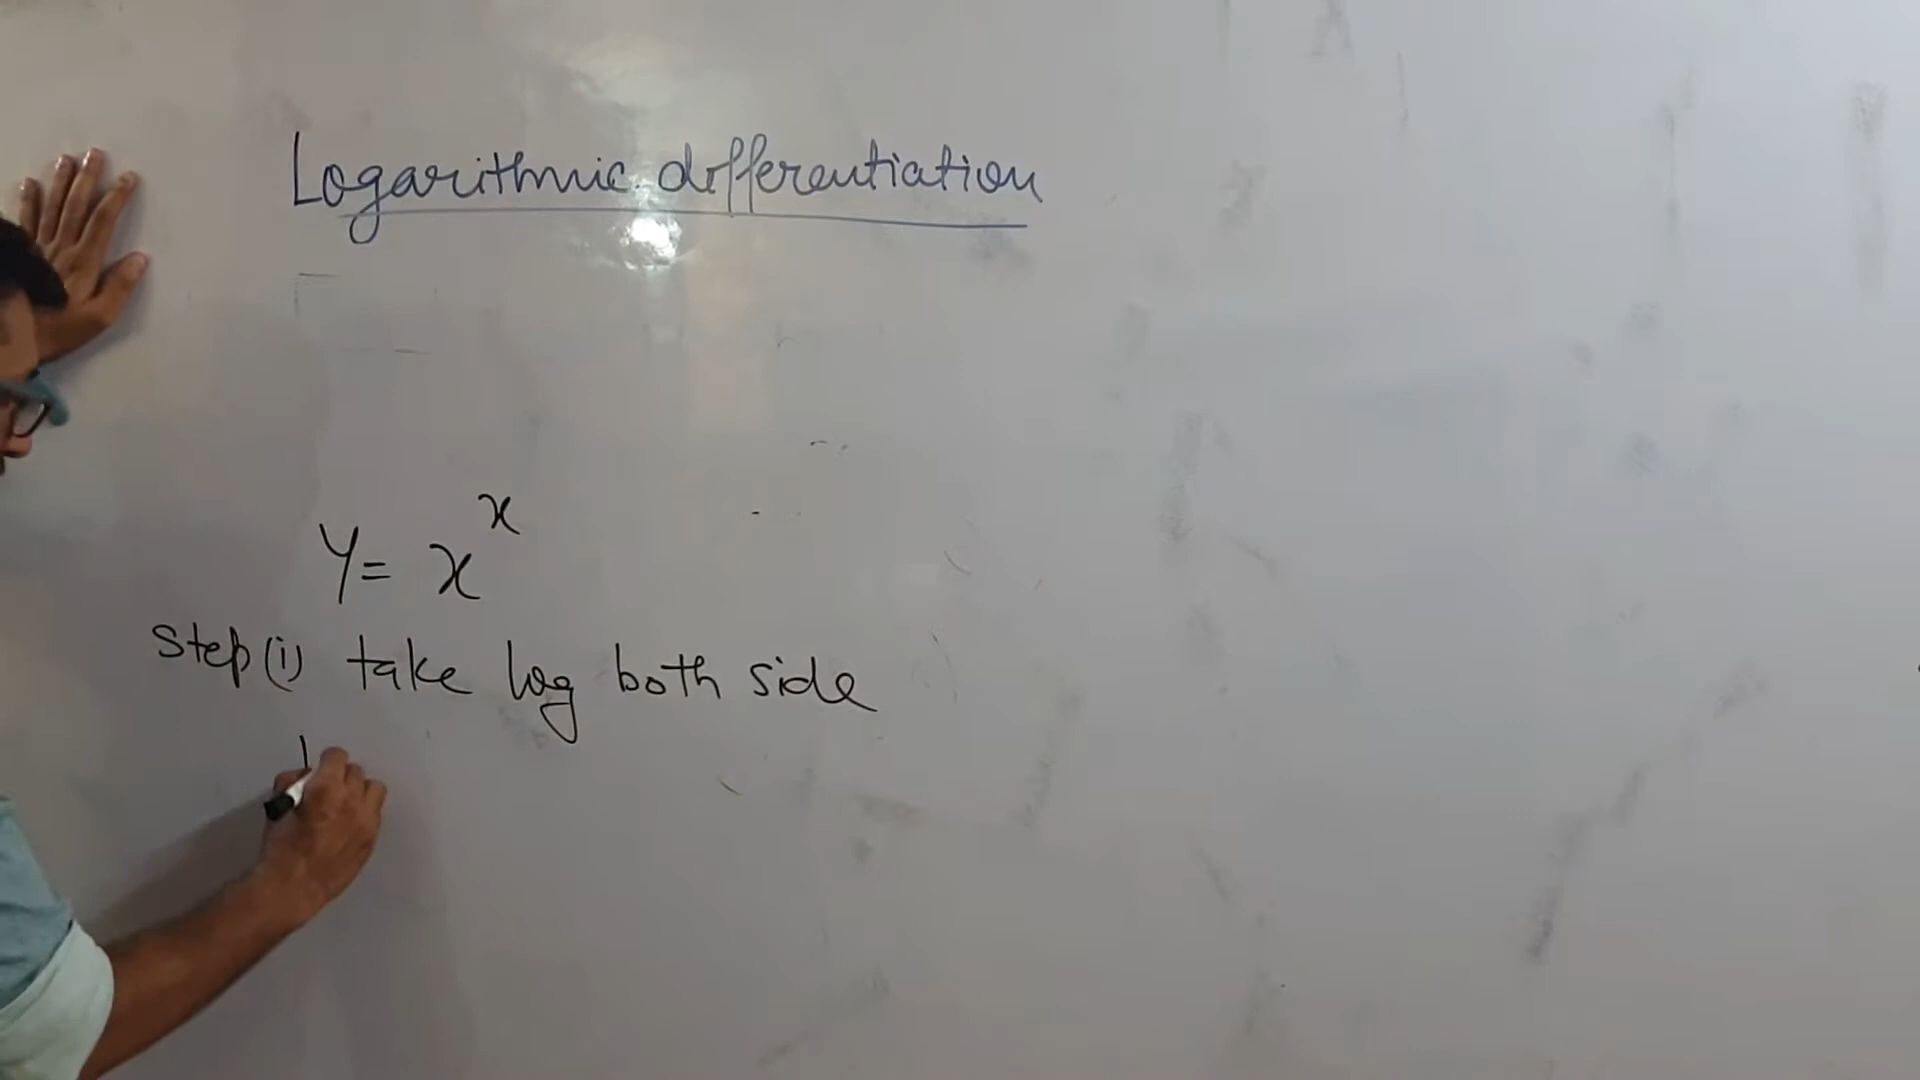 Logarithmic differentiation
y = x^x
Step (i) take log both side
l